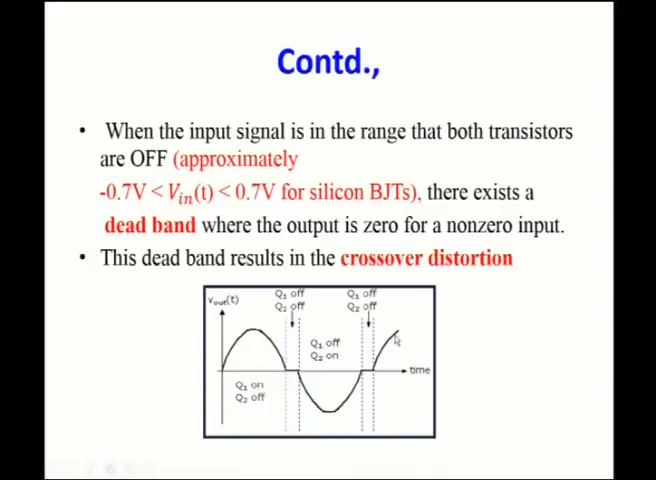 Contd.,
• When the input signal is in the range that both transistors
are OFF (approximately
-0.7V < Vin(t) < 0.7V for silicon BJTs), there exists a
dead band where the output is zero for a nonzero input.
• This dead band results in the crossover distortion
vout(t)
Q1 off
Q2 off
Q1 off
Q2 off
Q1 off
Q2 on
time
Q1 on
Q2 off